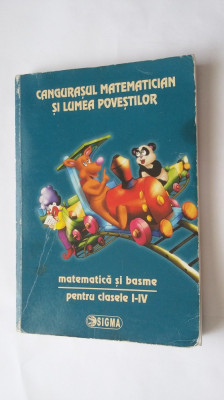 CANGURAȘUL MATEMATICIAN
ȘI LUMEA POVEȘTILOR
matematică și basme
pentru clasele I-IV
SIGMA